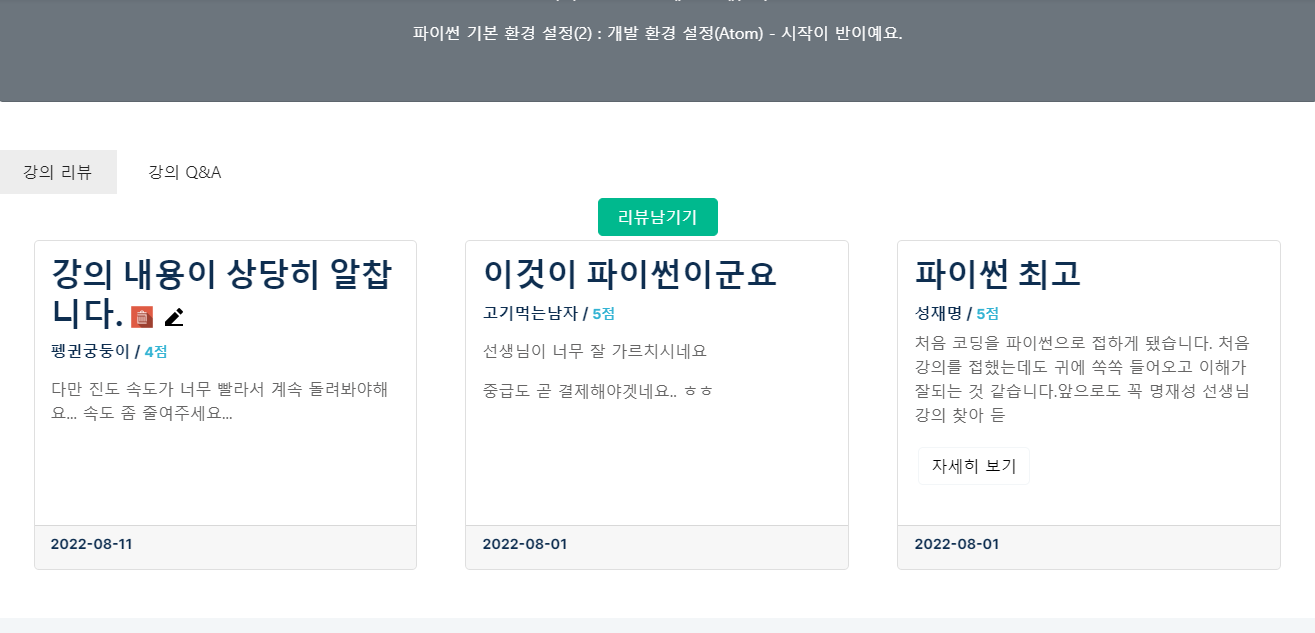 파이썬 기본 환경 설정(2) : 개발 환경 설정(Atom) - 시작이 반이예요.
강의 리뷰
강의 Q&A
리뷰남기기
강의 내용이 상당히 알찹
니다.
펭귄궁둥이 / 4점
다만 진도 속도가 너무 빨라서 계속 돌려봐야해
요... 속도 좀 줄여주세요...
2022-08-11
이것이 파이썬이군요
고기먹는남자 / 5점
선생님이 너무 잘 가르치시네요
중급도 곧 결제해야겟네요.. ㅎㅎ
2022-08-01
파이썬 최고
성재명 / 5점
처음 코딩을 파이썬으로 접하게 됐습니다. 처음
강의를 접했는데도 귀에 쏙쏙 들어오고 이해가
잘되는 것 같습니다.앞으로도 꼭 명재성 선생님
강의 찾아 듣
자세히 보기
2022-08-01